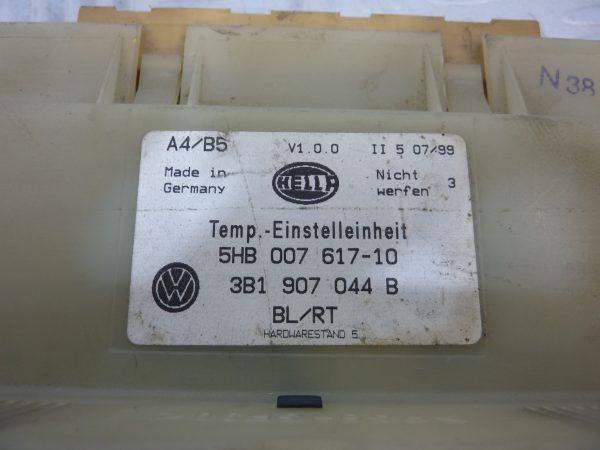 N38
A4/B5 V1.0.0 II 5 07/99
Made in Germany HELLA Nicht werfen 3
Temp.-Einstelleinheit
5HB 007 617-10
VW 3B1 907 044 B
BL/RT
HARDWARESTAND 5